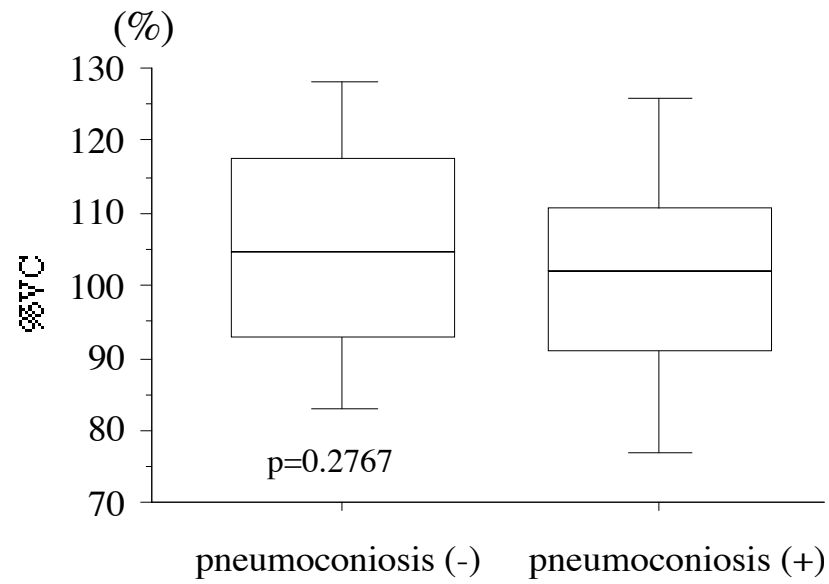 (%)
130
120
110
100
90
80
70
%VC
p=0.2767
pneumoconiosis (-)
pneumoconiosis (+)